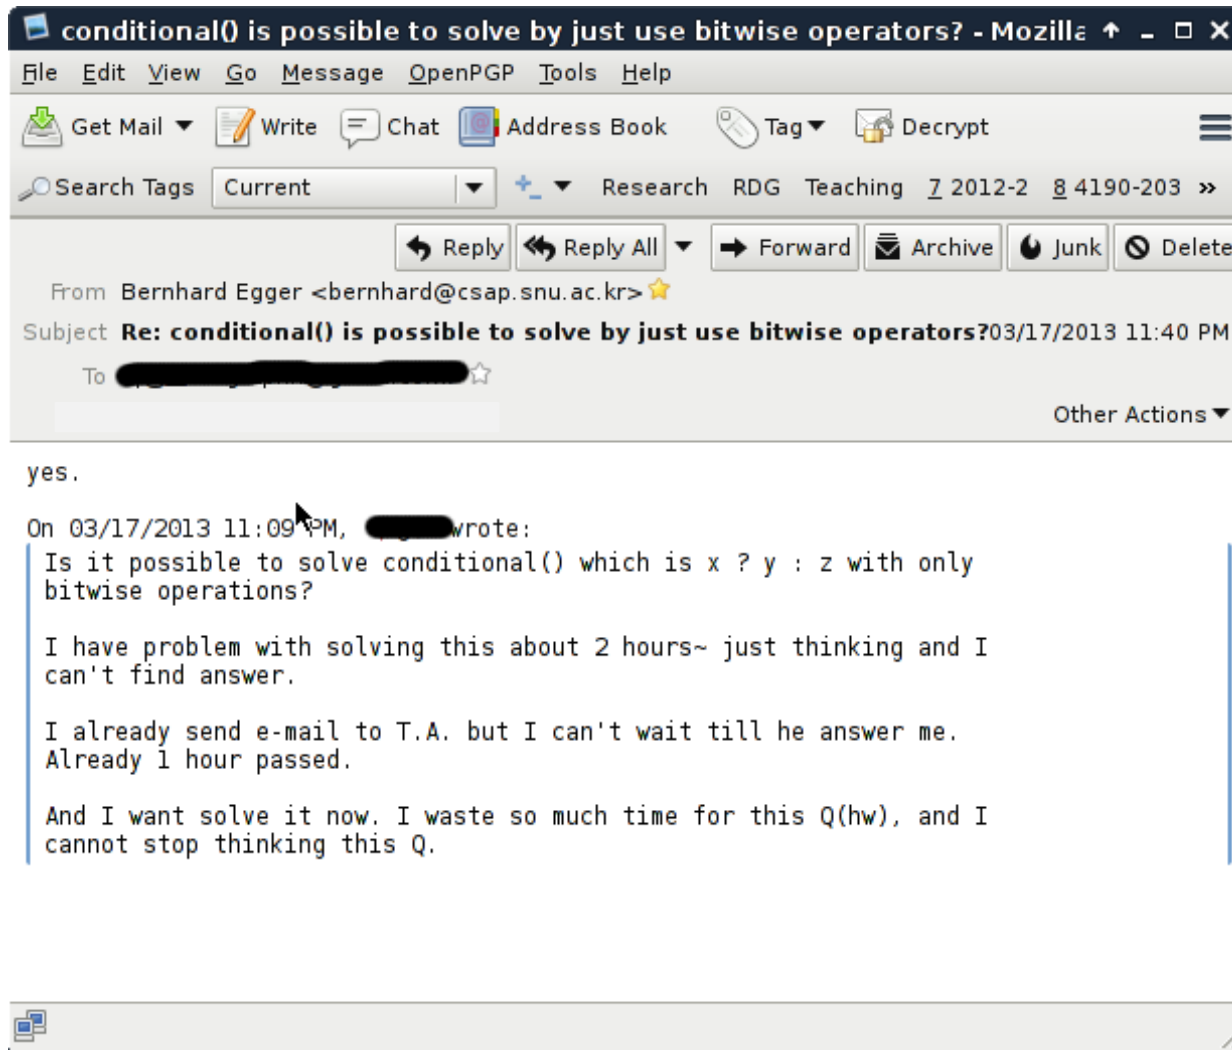 conditional() is possible to solve by just use bitwise operators? - Mozilla
File Edit View Go Message OpenPGP Tools Help
Get Mail Write Chat Address Book Tag Decrypt
Search Tags Current Research RDG Teaching 7 2012-2 8 4190-203 »
Reply Reply All Forward Archive Junk Delete
From Bernhard Egger <bernhard@csap.snu.ac.kr>
Subject Re: conditional() is possible to solve by just use bitwise operators? 03/17/2013 11:40 PM
To
Other Actions
yes.
On 03/17/2013 11:09 PM, wrote:
Is it possible to solve conditional() which is x ? y : z with only
bitwise operations?
I have problem with solving this about 2 hours~ just thinking and I
can't find answer.
I already send e-mail to T.A. but I can't wait till he answer me.
Already 1 hour passed.
And I want solve it now. I waste so much time for this Q(hw), and I
cannot stop thinking this Q.